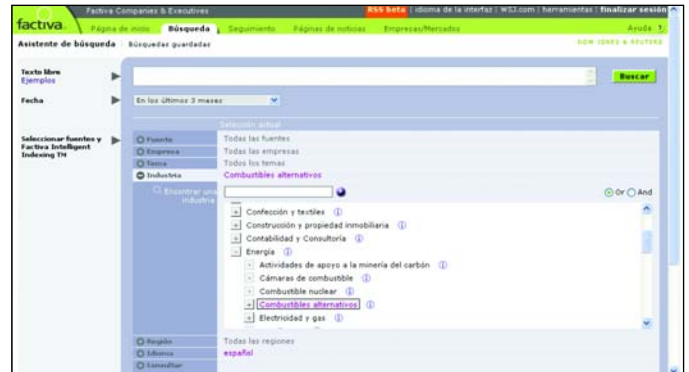 Factiva Companies & Executives
RSS beta | idioma de la interfaz | WSJ.com | herramientas | finalizar sesión
factiva.
Página de inicio Búsqueda Seguimiento Páginas de noticias Empresas/Mercados Ayuda ?
Asistente de búsqueda Búsquedas guardadas DOW JONES & REUTERS
Texto libre
Ejemplos
Buscar
Fecha En los últimos 3 meses
Selección actual
Seleccionar fuentes y
Factiva Intelligent
Indexing TM
Fuente Todas las fuentes
Empresa Todas las empresas
Tema Todos los temas
Industria Combustibles alternativos
Encontrar una
industria
Or And
+ Confección y textiles
+ Construcción y propiedad inmobiliaria
+ Contabilidad y Consultoría
- Energía
Actividades de apoyo a la minería del carbón
Cámaras de combustible
Combustible nuclear
+ Combustibles alternativos
+ Electricidad y gas
Región Todas las regiones
Idioma español
Consultar